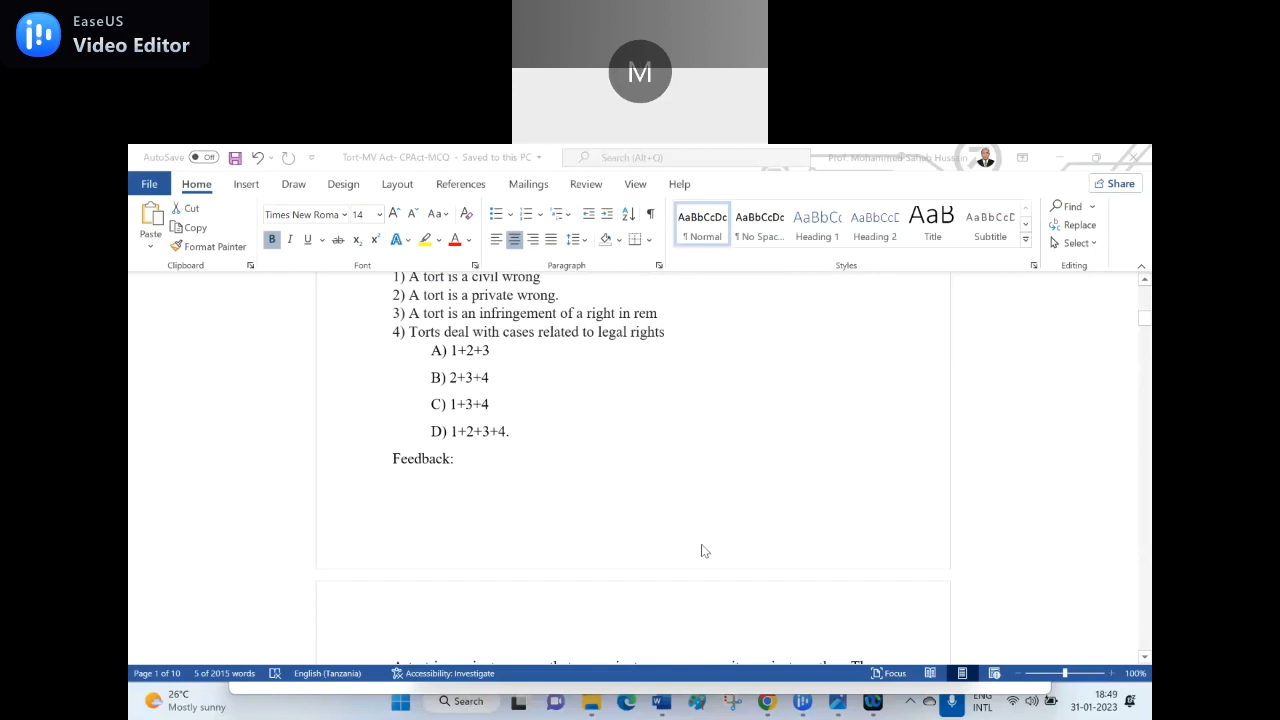 EaseUS
Video Editor
M
AutoSave Off Tort-MV Act- CPAct-MCQ - Saved to this PC Search (Alt+Q) Prof. Mohammed Saheb Hussain
File Home Insert Draw Design Layout References Mailings Review View Help Share
Paste Cut Copy Format Painter Clipboard
Times New Roma 14 Font
Paragraph
AaBbCcDc AaBbCcDc AaBbCc AaBbCcD AaB AaBbCcD
¶ Normal ¶ No Spac... Heading 1 Heading 2 Title Subtitle
Styles
Find
Replace
Select
Editing
1) A tort is a civil wrong
2) A tort is a private wrong.
3) A tort is an infringement of a right in rem
4) Torts deal with cases related to legal rights
A) 1+2+3
B) 2+3+4
C) 1+3+4
D) 1+2+3+4.
Feedback:
Page 1 of 10 5 of 2015 words English (Tanzania) Accessibility: Investigate Focus 100%
26°C
Mostly sunny
Search
ENG
INTL
18:49
31-01-2023